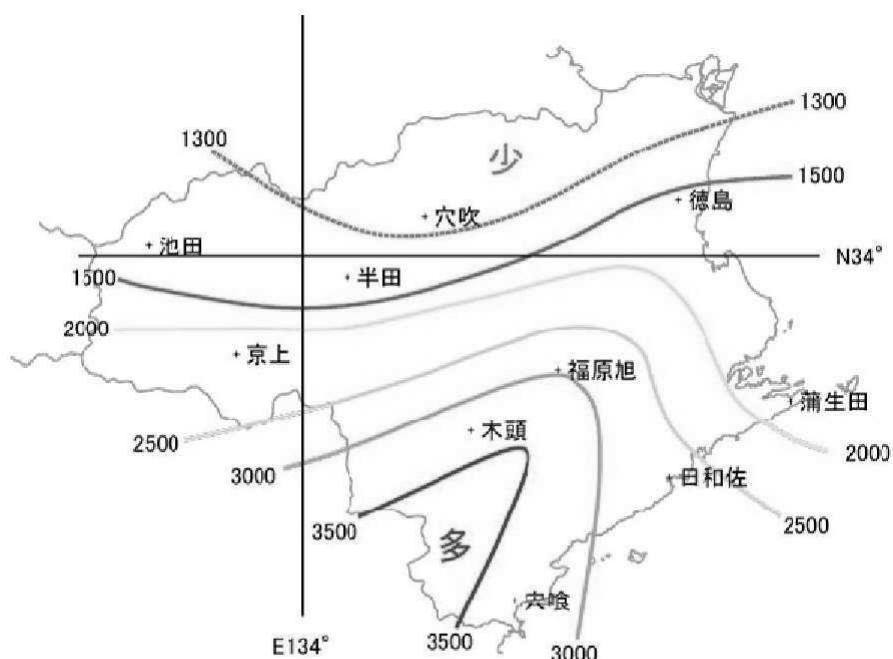 1300
1300
少
1500
徳島
穴吹
池田
N34°
半田
1500
2000
京上
福原旭
蒲生田
木頭
2500
2000
3000
日和佐
2500
3500
多
宍喰
3500
3000
E134°